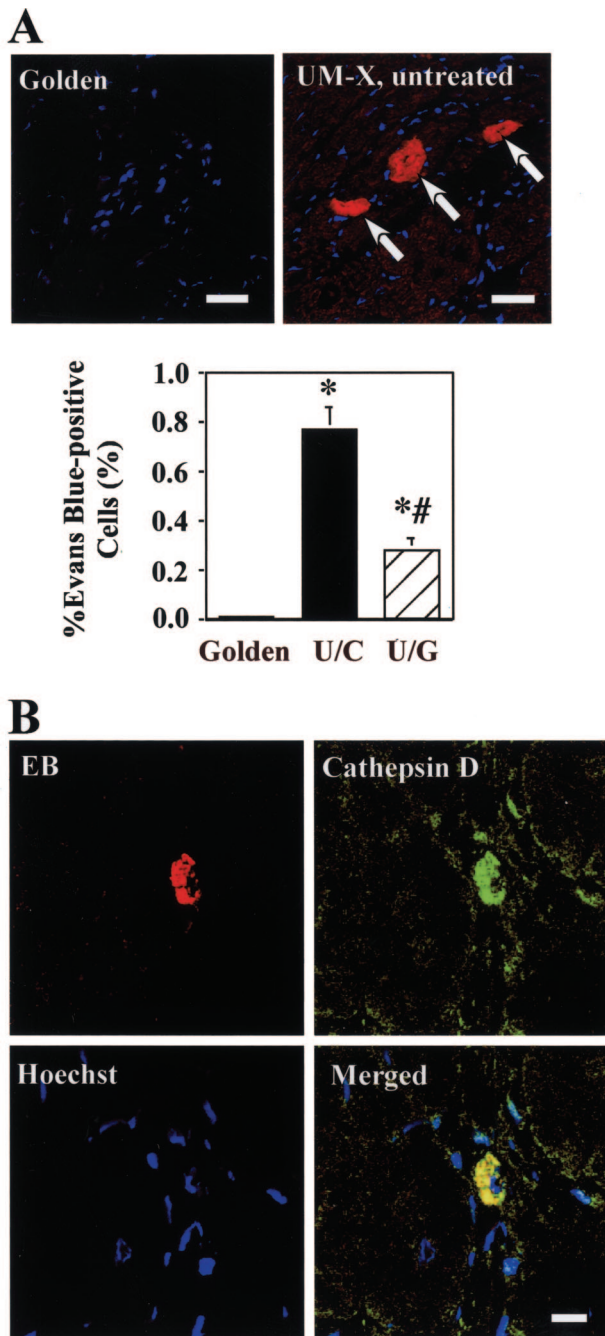 A
Golden
UM-X, untreated
%Evans Blue-positive
Cells (%)
1.0
0.8
0.6
0.4
0.2
0.0
*
*#
Golden
U/C
U/G
B
EB
Cathepsin D
Hoechst
Merged